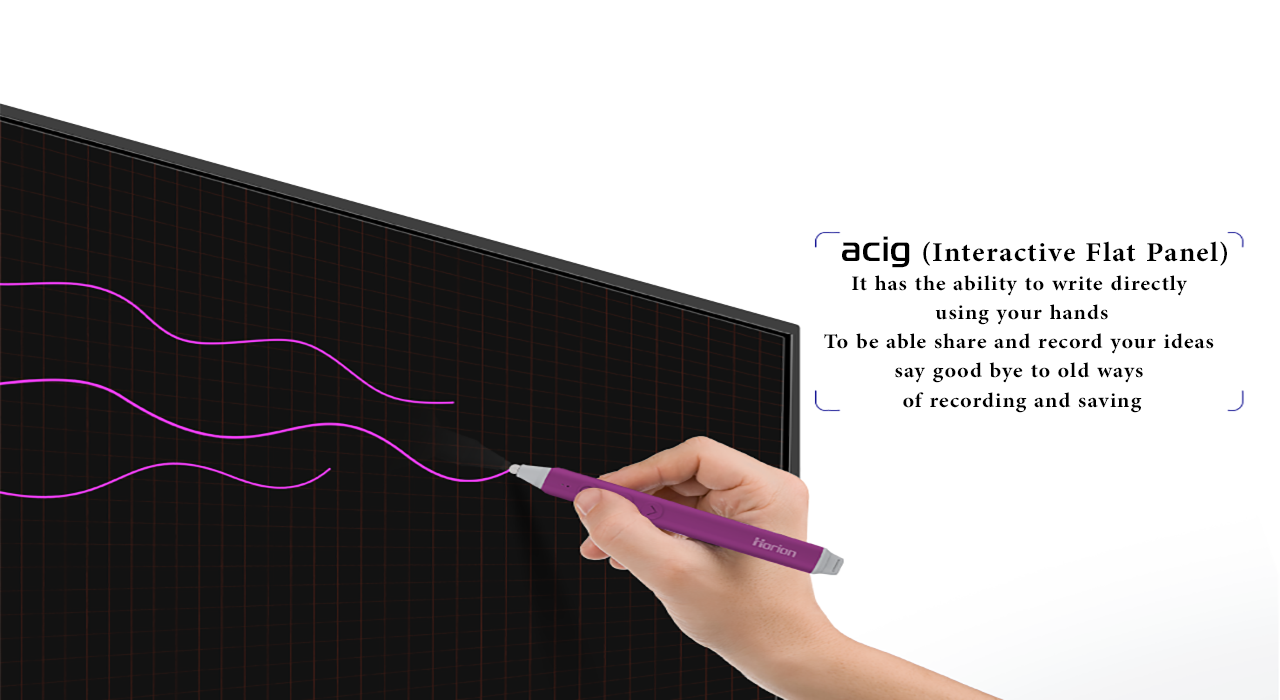 acig (Interactive Flat Panel)
It has the ability to write directly
using your hands
To be able share and record your ideas
say good bye to old ways
of recording and saving
Horion